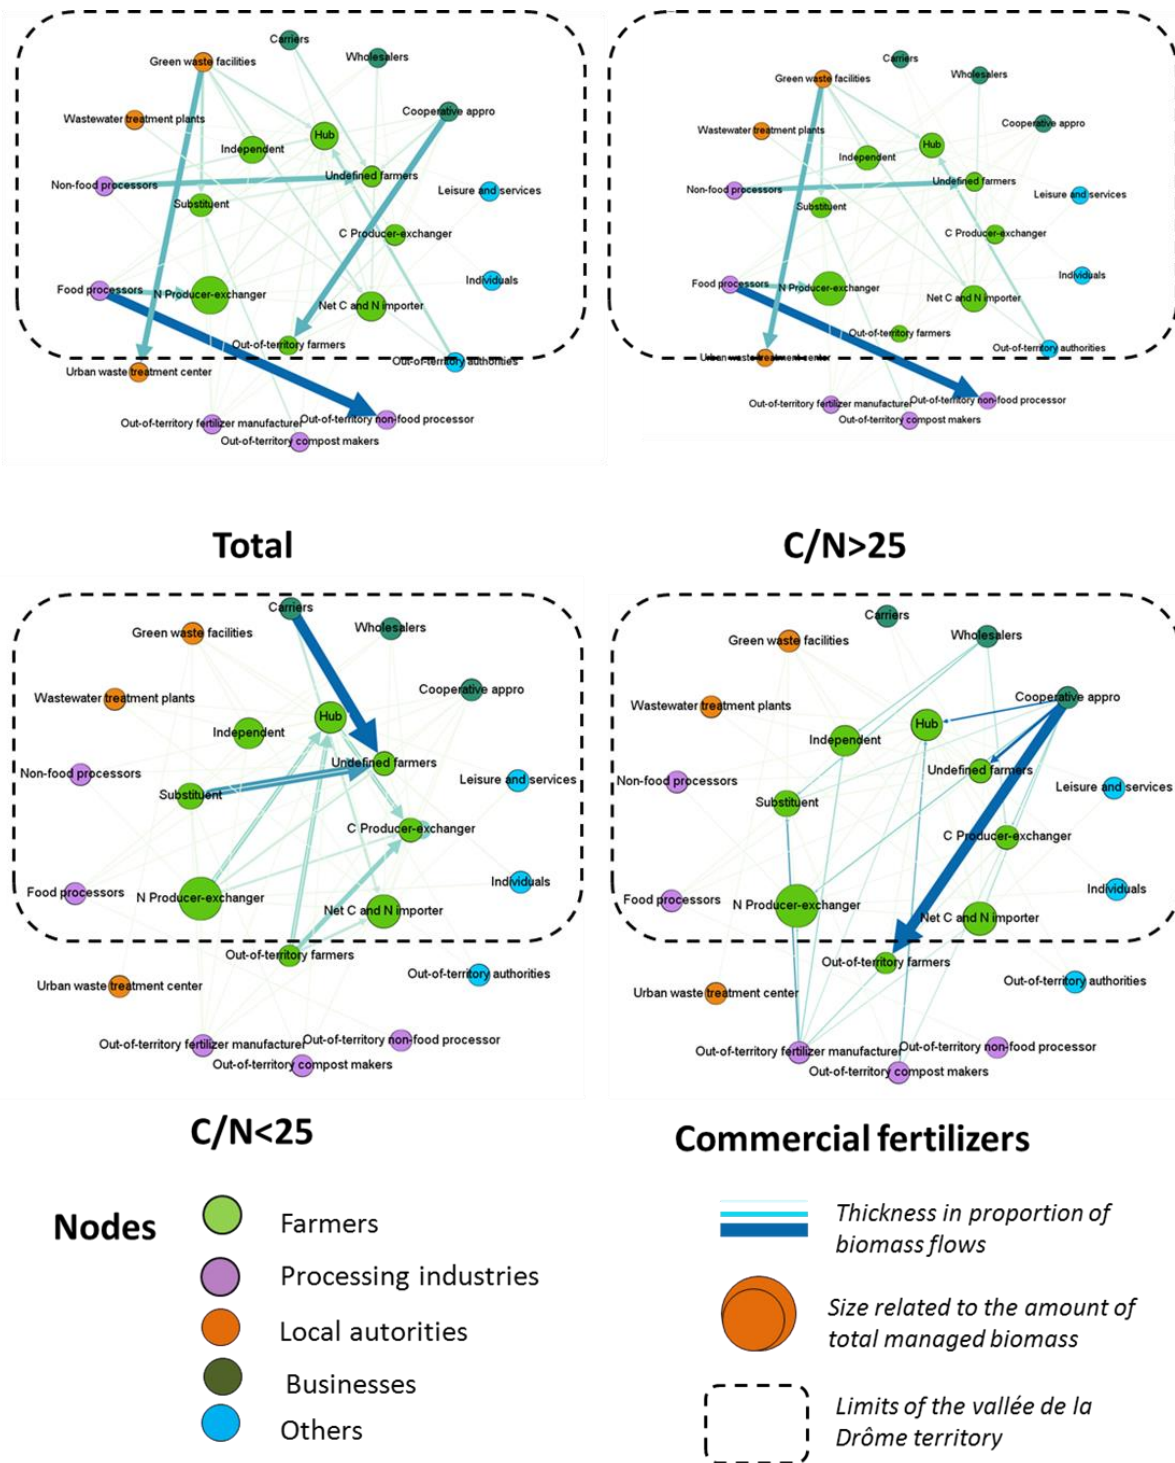 Carriers
Wholesalers
Green waste facilities
Cooperative appro
Wastewater treatment plants
Hub
Independent
Undefined farmers
Non-food processors
Leisure and services
Substituent
C Producer-exchanger
Individuals
Food processors
N Producer-exchanger
Net C and N importer
Out-of-territory farmers
Out-of-territory authorities
Urban waste treatment center
Out-of-territory fertilizer manufacturer
Out-of-territory non-food processor
Out-of-territory compost makers
Carriers
Wholesalers
Green waste facilities
Cooperative appro
Wastewater treatment plants
Hub
Independent
Undefined farmers
Non-food processors
Leisure and services
Substituent
C Producer-exchanger
Individuals
Food processors
N Producer-exchanger
Net C and N importer
Out-of-territory farmers
Out-of-territory authorities
Urban waste treatment center
Out-of-territory fertilizer manufacturer
Out-of-territory non-food processor
Out-of-territory compost makers
Total
C/N>25
Carriers
Wholesalers
Green waste facilities
Cooperative appro
Wastewater treatment plants
Hub
Independent
Undefined farmers
Non-food processors
Leisure and services
Substituent
C Producer-exchanger
Individuals
Food processors
N Producer-exchanger
Net C and N importer
Out-of-territory farmers
Out-of-territory authorities
Urban waste treatment center
Out-of-territory fertilizer manufacturer
Out-of-territory non-food processor
Out-of-territory compost makers
Carriers
Wholesalers
Green waste facilities
Cooperative appro
Wastewater treatment plants
Hub
Independent
Undefined farmers
Non-food processors
Leisure and services
Substituent
C Producer-exchanger
Individuals
Food processors
N Producer-exchanger
Net C and N importer
Out-of-territory farmers
Out-of-territory authorities
Urban waste treatment center
Out-of-territory fertilizer manufacturer
Out-of-territory non-food processor
Out-of-territory compost makers
C/N<25
Commercial fertilizers
Nodes
Farmers
Processing industries
Local autorities
Businesses
Others
Thickness in proportion of
biomass flows
Size related to the amount of
total managed biomass
Limits of the vallée de la
Drôme territory